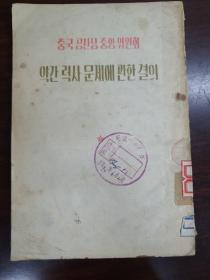 중국 공산당 중앙 위원회
약간 력사 문제에 관한 결의